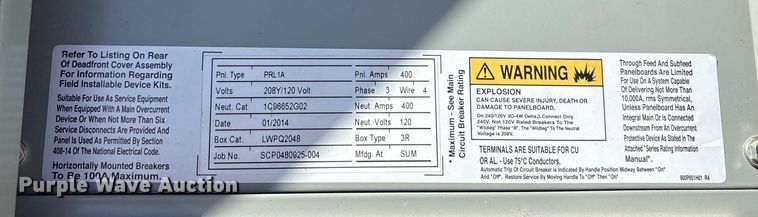 Refer To Listing On Rear
Of Deadfront Cover Assembly
For Information Regarding
Field Installable Device Kits.
Suitable For Use As Service Equipment
When Equipped With A Main Overcurrent
Device Or When Not More Than Six
Service Disconnects Are Provided And
Panel Is Used As Permitted By Section
408-14 Of The National Electrical Code.
Horizontally Mounted Breakers
To Be 100A Maximum.
Pnl. Type PRL1A Pnl. Amps 400
Volts 208Y/120 Volt Phase 3 Wire 4
Neut. Cat 1C96652G02 Neut. Amps 400
Date 01/2014 Neut. Volts 120
Box Cat. LWPQ2048 Box Type 3R
Job No. SCP0480925-004 Mfdg. At SUM
* Maximum - See Main
Circuit Breaker Rating
WARNING
EXPLOSION
CAN CAUSE SEVERE INJURY, DEATH OR
DAMAGE TO PANELBOARD.
On 240/120V 3O-4W Delta Connect Only
240V, Not 120V Rated Breakers To The
"Wildleg" Phase "B". The "Wildleg" To The Neutral
Voltage is 208V.
TERMINALS ARE SUITABLE FOR CU
OR AL - Use 75°C Conductors.
Automatic Trip Of Circuit Breaker Is Indicated By Handle Position Midway Between "On"
And "Off". Restore Service By Moving Handle To "Off" Then "On".
Through Feed And Subfeed
Panelboards Are Limited
For Use On A System Capable
Of Delivering Not More Then
10,000A, rms Symmetrical,
Unless This Panelboard Has An
Integral Main Or Is Connected
Downstream From An Overcurrent
Protective Device As Stated In The
Attached "Series Rating Information
Manual".
900P051H01 R4
Purple Wave Auction